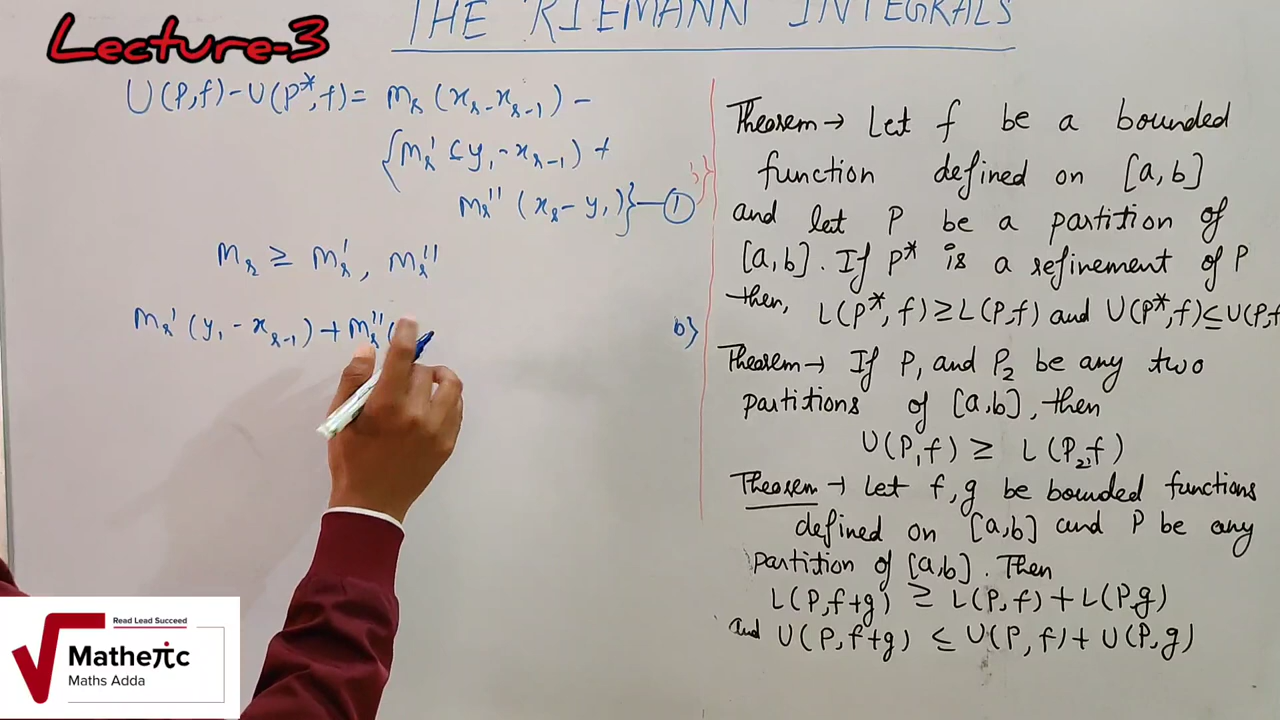 THE RIEMANN INTEGRALS
Lecture-3
U(P,f)-U(P*,f)= Mr(xr-xr-1) -
{Mr'(y1-xr-1) +
Mr''(xr-y1)} — ①
Mr ≥ Mr', Mr''
Mr'(y1-xr-1)+Mr''(
b}
Theorem → Let f be a bounded
function defined on [a,b]
and let P be a partition of
[a,b]. If P* is a refinement of P
then, L(P*, f) ≥ L(P,f) and U(P*,f) ≤ U(P,f
Theorem → If P1 and P2 be any two
partitions of [a,b], then
U(P1,f) ≥ L(P2,f)
Theorem → Let f,g be bounded functions
defined on [a,b] and P be any
partition of [a,b]. Then
L(P,f+g) ≥ L(P,f)+L(P,g)
and U(P,f+g) ≤ U(P,f)+U(P,g)
Read Lead Succeed
Matheπtic
Maths Adda